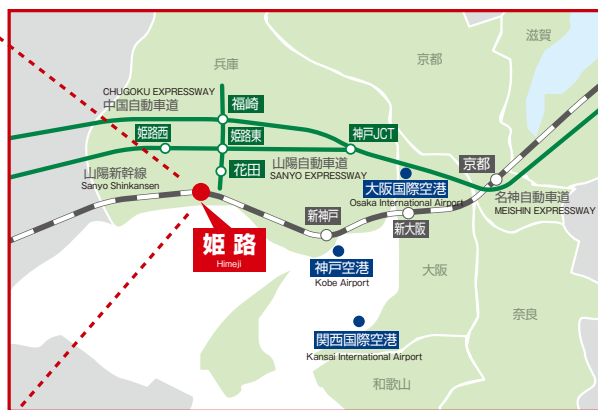 滋賀
兵庫
京都
CHUGOKU EXPRESSWAY
中国自動車道
福崎
姫路西
姫路東
神戸JCT
山陽新幹線
Sanyo Shinkansen
花田
山陽自動車道
SANYO EXPRESSWAY
京都
大阪国際空港
Osaka International Airport
名神自動車道
MEISHIN EXPRESSWAY
新神戸
新大阪
姫路
Himeji
神戸空港
Kobe Airport
大阪
奈良
関西国際空港
Kansai International Airport
和歌山